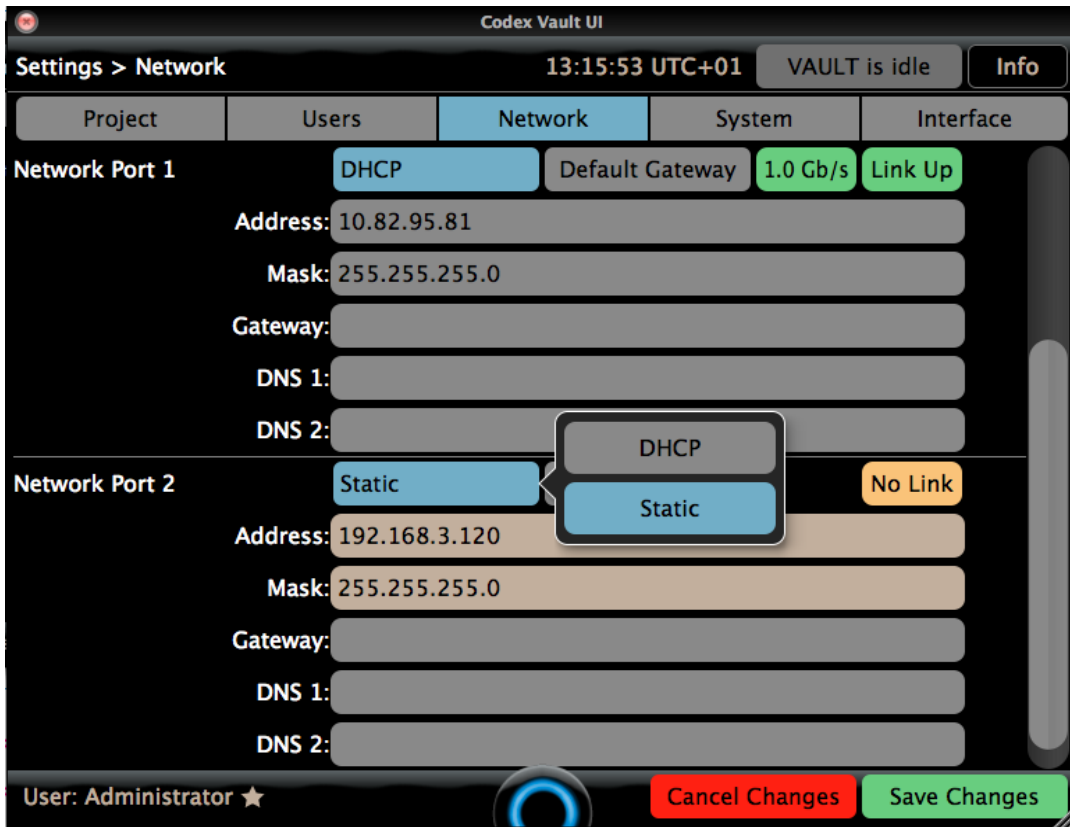 Codex Vault UI
Settings > Network 13:15:53 UTC+01 VAULT is idle Info
Project Users Network System Interface
Network Port 1 DHCP Default Gateway 1.0 Gb/s Link Up
Address: 10.82.95.81
Mask: 255.255.255.0
Gateway:
DNS 1:
DNS 2:
DHCP
Network Port 2 Static No Link
Static
Address: 192.168.3.120
Mask: 255.255.255.0
Gateway:
DNS 1:
DNS 2:
User: Administrator ★ Cancel Changes Save Changes